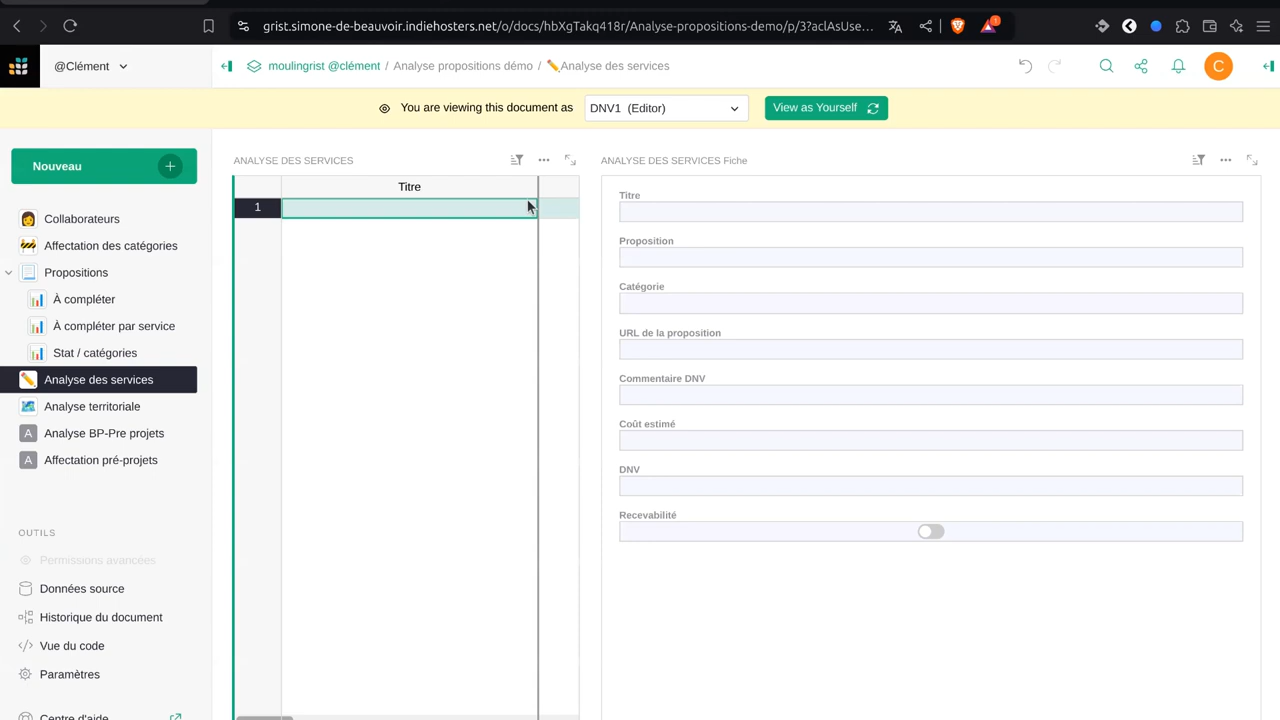 grist.simone-de-beauvoir.indiehosters.net/o/docs/hbXgTakq418r/Analyse-propositions-demo/p/3?aclAsUse…
1
@Clément
moulingrist @clément / Analyse propositions démo / ✏️Analyse des services
C
You are viewing this document as
DNV1 (Editor)
View as Yourself
Nouveau
Collaborateurs
Affectation des catégories
Propositions
À compléter
À compléter par service
Stat / catégories
Analyse des services
Analyse territoriale
A Analyse BP-Pre projets
A Affectation pré-projets
OUTILS
Permissions avancées
Données source
Historique du document
Vue du code
Paramètres
Centre d'aide
ANALYSE DES SERVICES
Titre
1
ANALYSE DES SERVICES Fiche
Titre
Proposition
Catégorie
URL de la proposition
Commentaire DNV
Coût estimé
DNV
Recevabilité